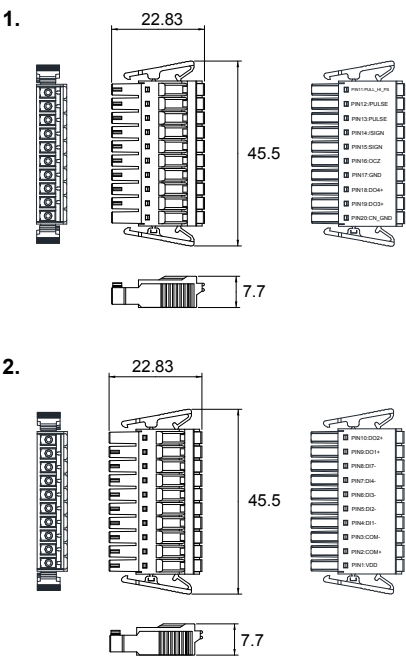 1.
22.83
45.5
7.7
PIN11:PULL_HI_PS
PIN12:/PULSE
PIN13:PULSE
PIN14:/SIGN
PIN15:SIGN
PIN16:OCZ
PIN17:GND
PIN18:DO4+
PIN19:DO3+
PIN20:CN_GND
2.
22.83
45.5
7.7
PIN10:DO2+
PIN9:DO1+
PIN8:DI7-
PIN7:DI4-
PIN6:DI3-
PIN5:DI2-
PIN4:DI1-
PIN3:COM-
PIN2:COM+
PIN1:VDD